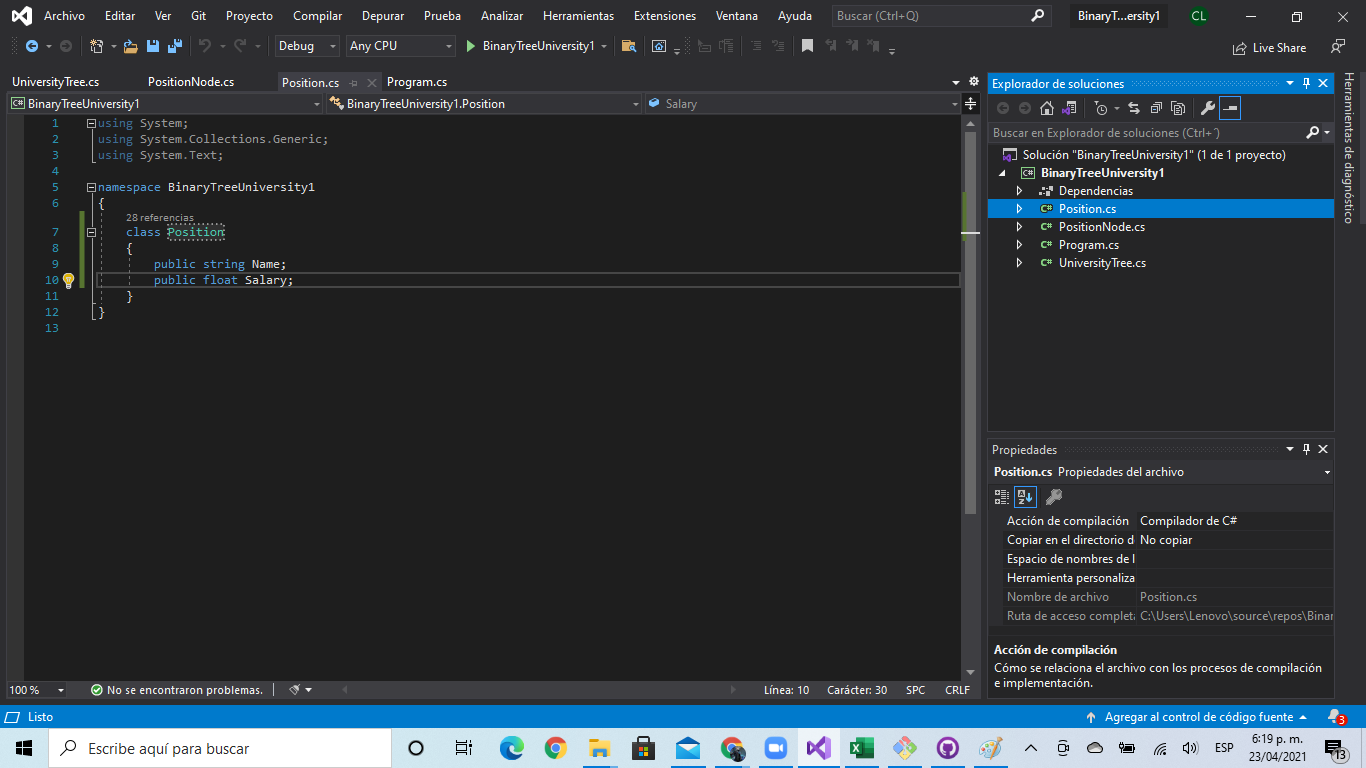 Archivo Editar Ver Git Proyecto Compilar Depurar Prueba Analizar Herramientas Extensiones Ventana Ayuda Buscar (Ctrl+Q) BinaryT...ersity1 CL
Debug Any CPU BinaryTreeUniversity1 Live Share
UniversityTree.cs PositionNode.cs Position.cs Program.cs
BinaryTreeUniversity1 BinaryTreeUniversity1.Position Salary
1 using System;
2 using System.Collections.Generic;
3 using System.Text;
4
5 namespace BinaryTreeUniversity1
6 {
28 referencias
7 class Position
8 {
9 public string Name;
10 public float Salary;
11 }
12 }
13
100 % No se encontraron problemas. Línea: 10 Carácter: 30 SPC CRLF
Explorador de soluciones
Buscar en Explorador de soluciones (Ctrl+´)
Solución "BinaryTreeUniversity1" (1 de 1 proyecto)
BinaryTreeUniversity1
Dependencias
C# Position.cs
C# PositionNode.cs
C# Program.cs
C# UniversityTree.cs
Herramientas de diagnóstico
Propiedades
Position.cs Propiedades del archivo
Acción de compilación Compilador de C#
Copiar en el directorio d No copiar
Espacio de nombres de l
Herramienta personaliza
Nombre de archivo Position.cs
Ruta de acceso completa C:\Users\Lenovo\source\repos\Binar
Acción de compilación
Cómo se relaciona el archivo con los procesos de compilación
e implementación.
Listo Agregar al control de código fuente 3
Escribe aquí para buscar ESP 6:19 p. m.
23/04/2021 13